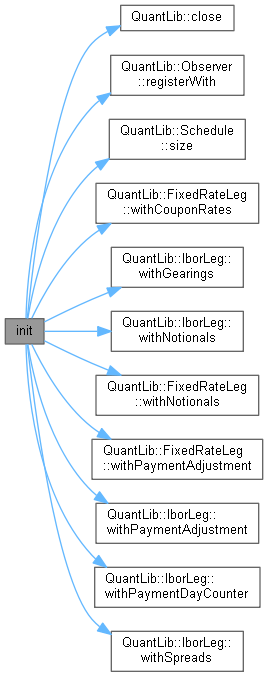 QuantLib::close
QuantLib::Observer
::registerWith
QuantLib::Schedule
::size
QuantLib::FixedRateLeg
::withCouponRates
QuantLib::IborLeg::
withGearings
init
QuantLib::IborLeg::
withNotionals
QuantLib::FixedRateLeg
::withNotionals
QuantLib::FixedRateLeg
::withPaymentAdjustment
QuantLib::IborLeg::
withPaymentAdjustment
QuantLib::IborLeg::
withPaymentDayCounter
QuantLib::IborLeg::
withSpreads